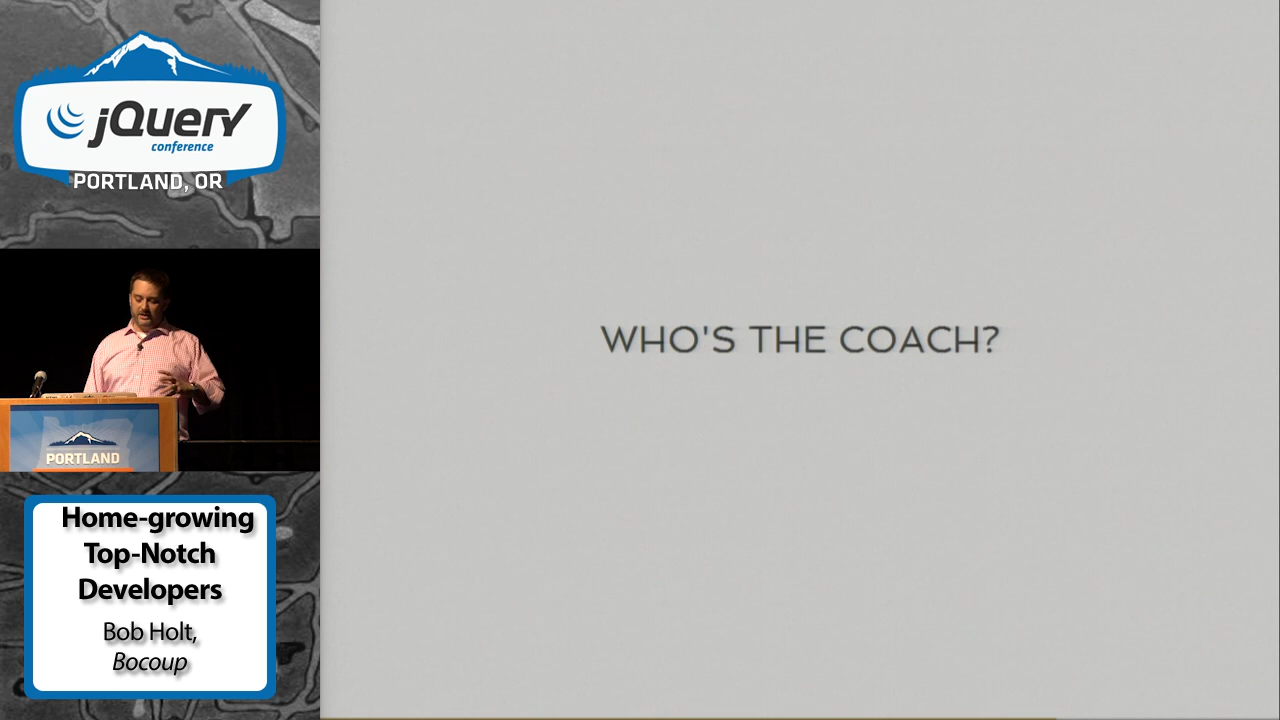 jQuery
conference
PORTLAND, OR
WHO'S THE COACH?
PORTLAND
Home-growing
Top-Notch
Developers
Bob Holt,
Bocoup